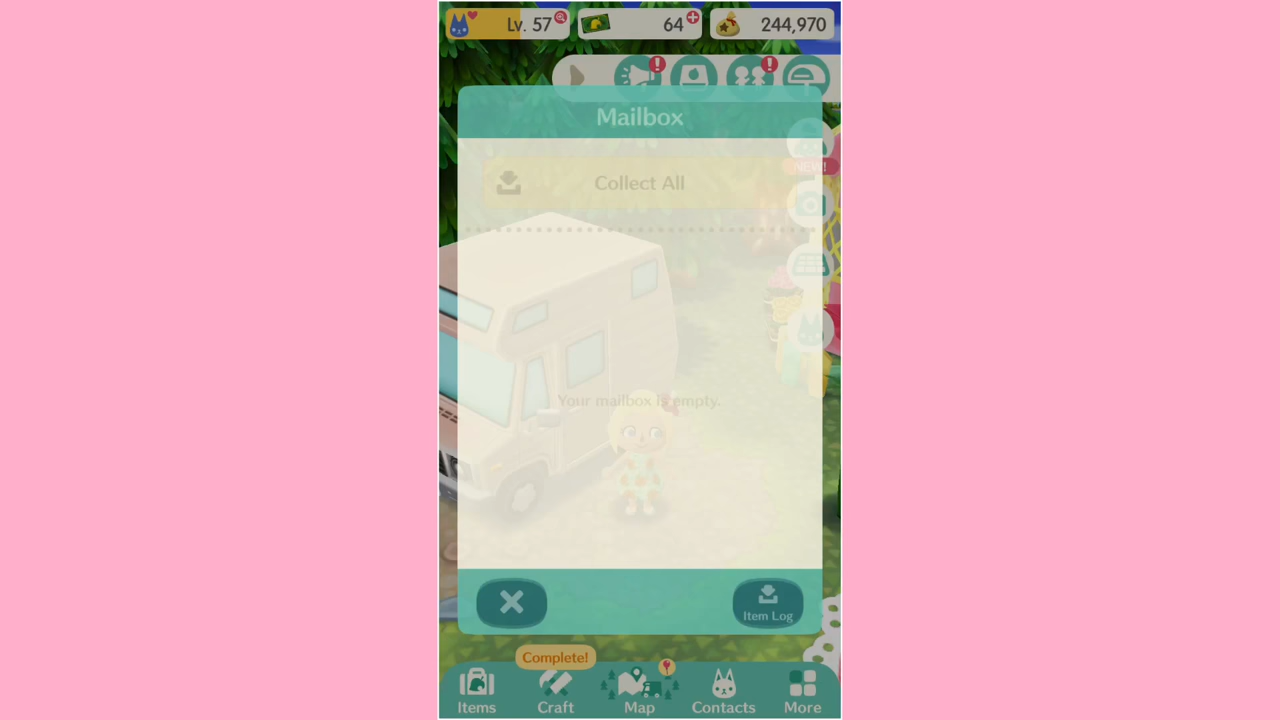 Lv. 57
64
244,970
Mailbox
NEW!
Collect All
Your mailbox is empty.
Item Log
Complete!
Items
Craft
Map
Contacts
More